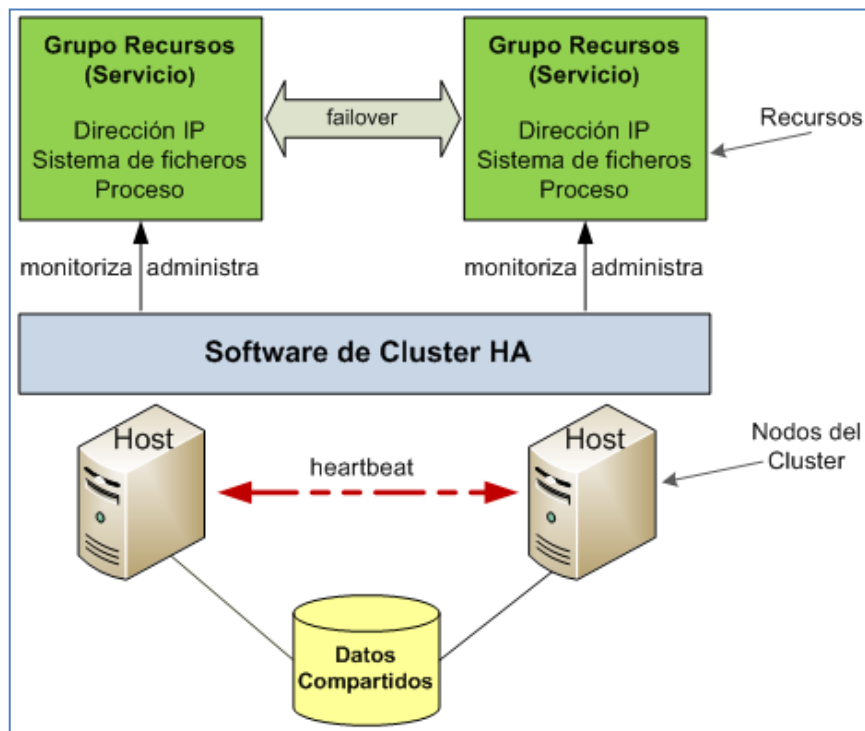 Grupo Recursos
(Servicio)
Dirección IP
Sistema de ficheros
Proceso
failover
Grupo Recursos
(Servicio)
Dirección IP
Sistema de ficheros
Proceso
Recursos
monitoriza administra
monitoriza administra
Software de Cluster HA
Host
heartbeat
Host
Nodos del
Cluster
Datos
Compartidos